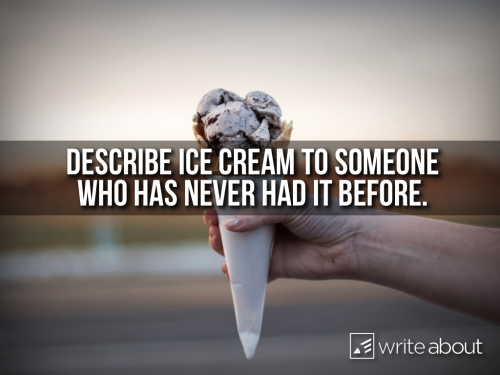 DESCRIBE ICE CREAM TO SOMEONE
WHO HAS NEVER HAD IT BEFORE.
write about